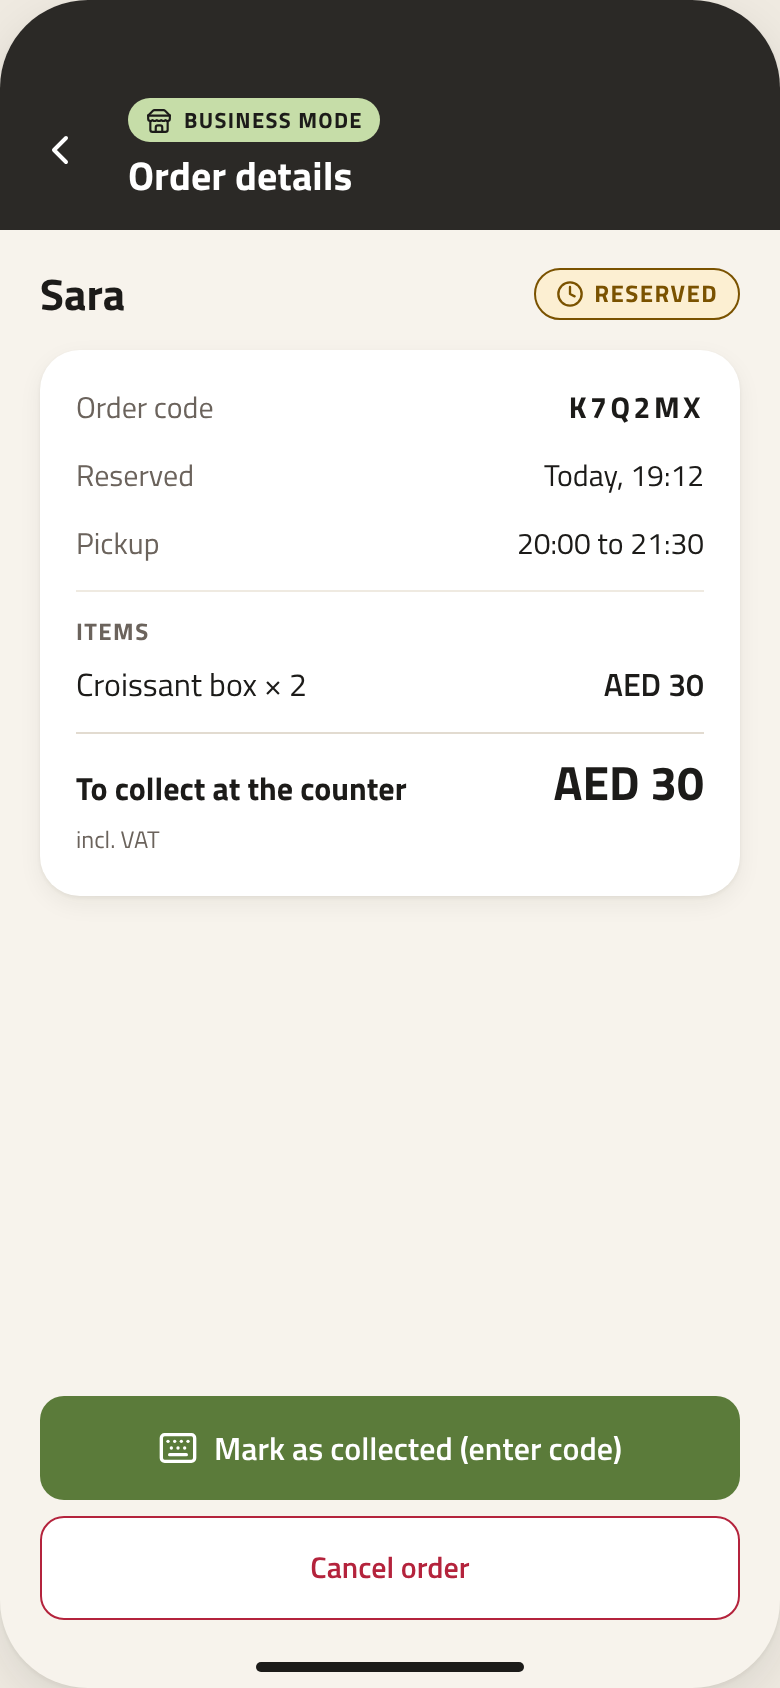 BUSINESS MODE
Order details
Sara
RESERVED
Order code K7Q2MX
Reserved Today, 19:12
Pickup 20:00 to 21:30
ITEMS
Croissant box × 2 AED 30
To collect at the counter AED 30
incl. VAT
Mark as collected (enter code)
Cancel order